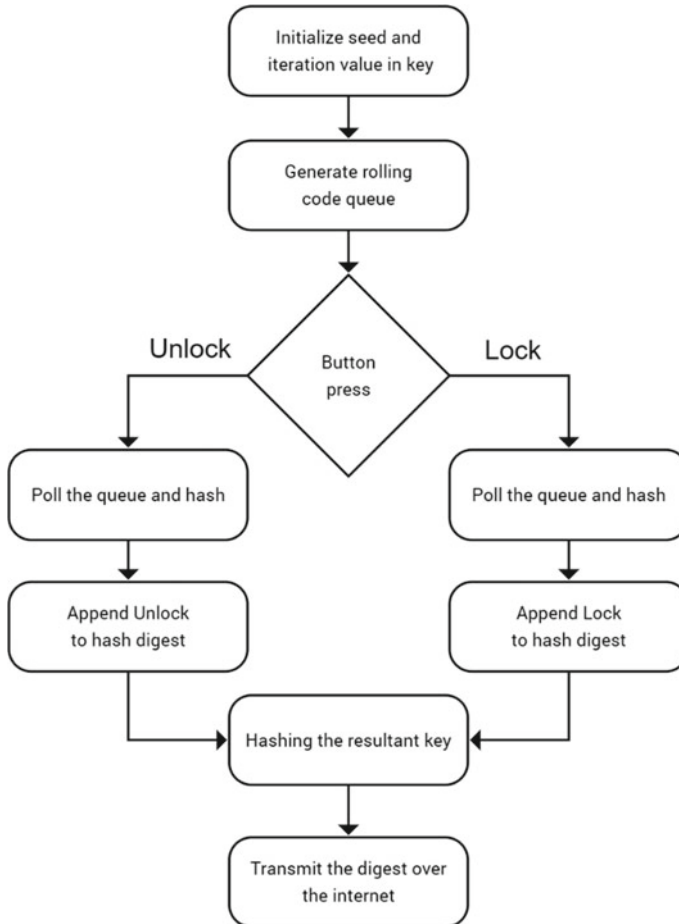 Initialize seed and
iteration value in key
Generate rolling
code queue
Unlock
Lock
Button
press
Poll the queue and hash
Poll the queue and hash
Append Unlock
to hash digest
Append Lock
to hash digest
Hashing the resultant key
Transmit the digest over
the internet